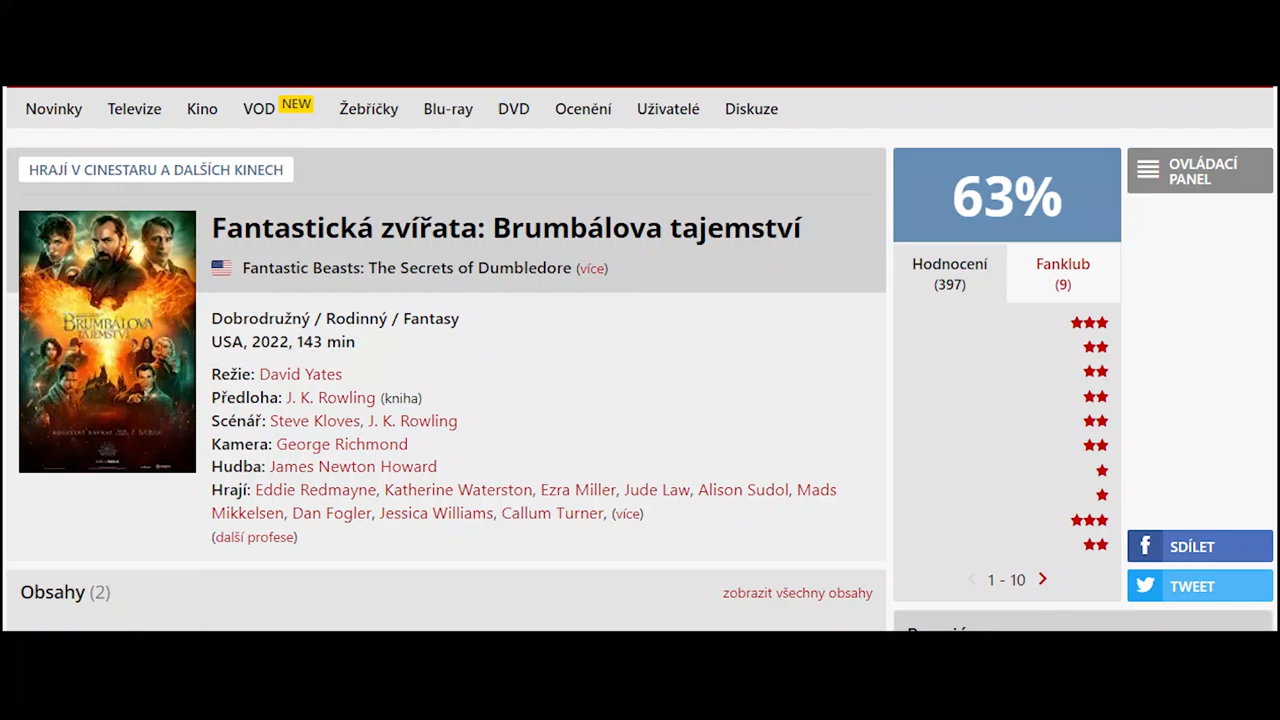 Novinky Televize Kino VOD NEW Žebříčky Blu-ray DVD Ocenění Uživatelé Diskuze
HRAJÍ V CINESTARU A DALŠÍCH KINECH
BRUMBÁLOVA
TAJEMSTVÍ
Fantastická zvířata: Brumbálova tajemství
Fantastic Beasts: The Secrets of Dumbledore (více)
Dobrodružný / Rodinný / Fantasy
USA, 2022, 143 min
Režie: David Yates
Předloha: J. K. Rowling (kniha)
Scénář: Steve Kloves, J. K. Rowling
Kamera: George Richmond
Hudba: James Newton Howard
Hrají: Eddie Redmayne, Katherine Waterston, Ezra Miller, Jude Law, Alison Sudol, Mads
Mikkelsen, Dan Fogler, Jessica Williams, Callum Turner, (více)
(další profese)
Obsahy (2)
zobrazit všechny obsahy
63%
Hodnocení
(397)
Fanklub
(9)
1 - 10
OVLÁDACÍ
PANEL
SDÍLET
TWEET